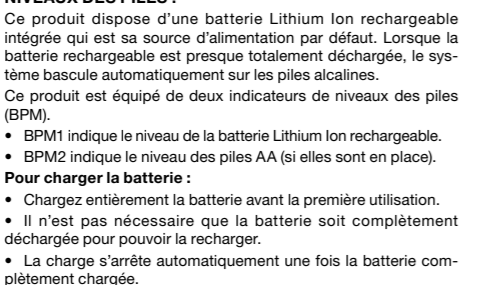 NIVEAUX DES PILES :
Ce produit dispose d'une batterie Lithium Ion rechargeable
intégrée qui est sa source d'alimentation par défaut. Lorsque la
batterie rechargeable est presque totalement déchargée, le sys-
tème bascule automatiquement sur les piles alcalines.
Ce produit est équipé de deux indicateurs de niveaux des piles
(BPM).
• BPM1 indique le niveau de la batterie Lithium Ion rechargeable.
• BPM2 indique le niveau des piles AA (si elles sont en place).
Pour charger la batterie :
• Chargez entièrement la batterie avant la première utilisation.
• Il n'est pas nécessaire que la batterie soit complètement
déchargée pour pouvoir la recharger.
• La charge s'arrête automatiquement une fois la batterie com-
plètement chargée.